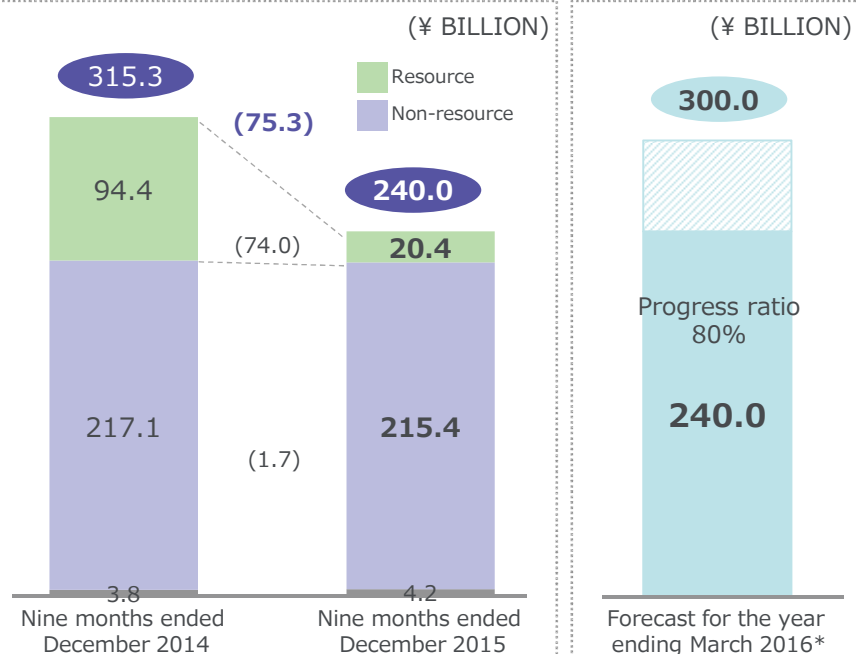 (¥ BILLION)
315.3
Resource
Non-resource
(75.3)
240.0
94.4
(74.0)
20.4
217.1
215.4
(1.7)
3.8
4.2
Nine months ended
December 2014
Nine months ended
December 2015
(¥ BILLION)
300.0
Progress ratio
80%
240.0
Forecast for the year
ending March 2016*